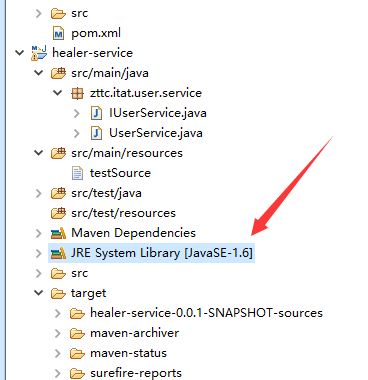 src
pom.xml
healer-service
src/main/java
zttc.itat.user.service
IUserService.java
UserService.java
src/main/resources
testSource
src/test/java
src/test/resources
Maven Dependencies
JRE System Library [JavaSE-1.6]
src
target
healer-service-0.0.1-SNAPSHOT-sources
maven-archiver
maven-status
surefire-reports